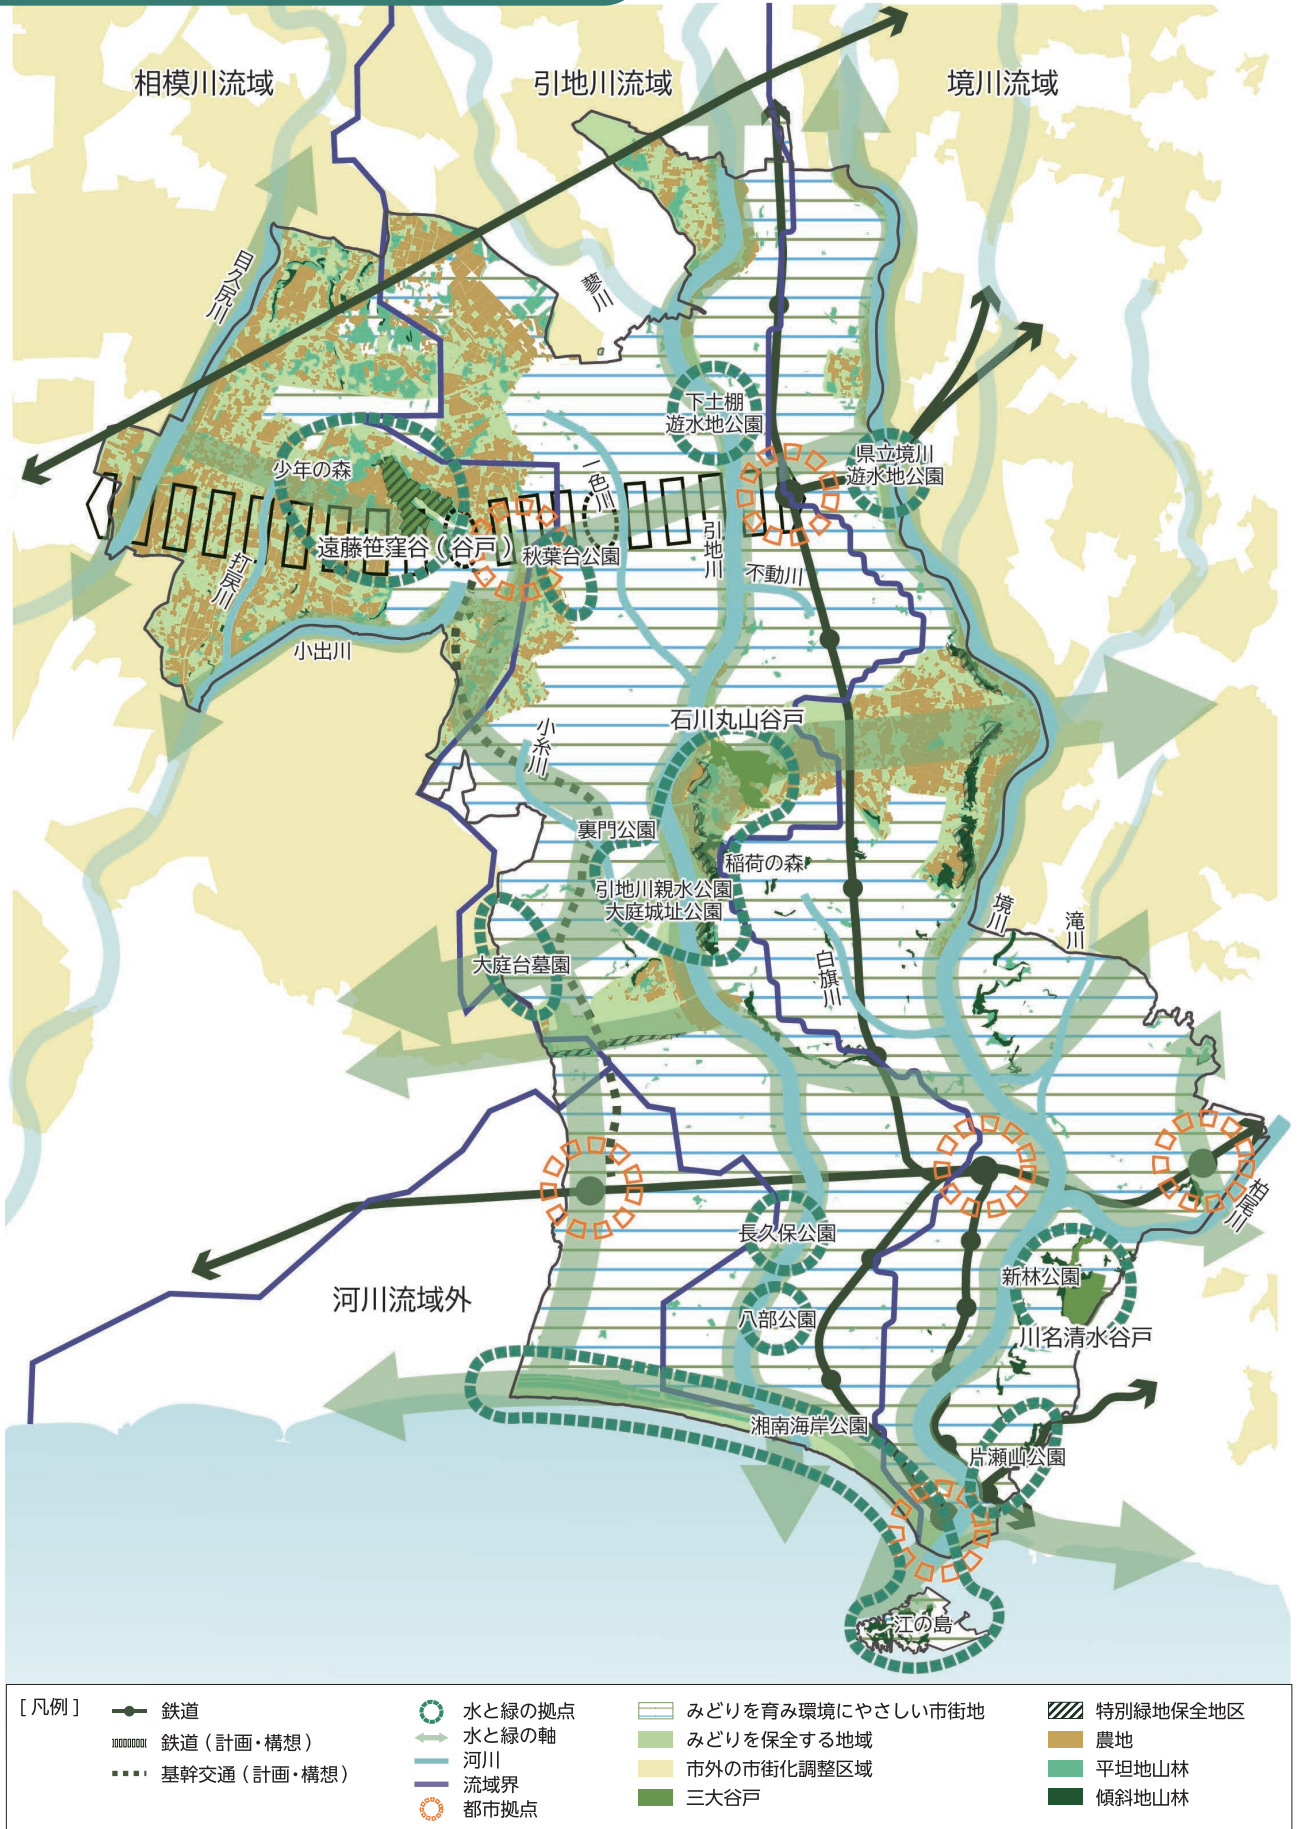 相模川流域
引地川流域
境川流域
目久尻川
蓼川
下土棚
遊水地公園
県立境川
遊水地公園
少年の森
一色川
引地川
遠藤笹窪谷(谷戸)
秋葉台公園
不動川
打戻川
小出川
石川丸山谷戸
小糸川
裏門公園
稲荷の森
引地川親水公園
大庭城址公園
境川
滝川
大庭台墓園
白旗川
柏尾川
長久保公園
新林公園
河川流域外
八部公園
川名清水谷戸
湘南海岸公園
片瀬山公園
江の島
[凡例]
鉄道
鉄道(計画・構想)
基幹交通(計画・構想)
水と緑の拠点
水と緑の軸
河川
流域界
都市拠点
みどりを育み環境にやさしい市街地
みどりを保全する地域
市外の市街化調整区域
三大谷戸
特別緑地保全地区
農地
平坦地山林
傾斜地山林